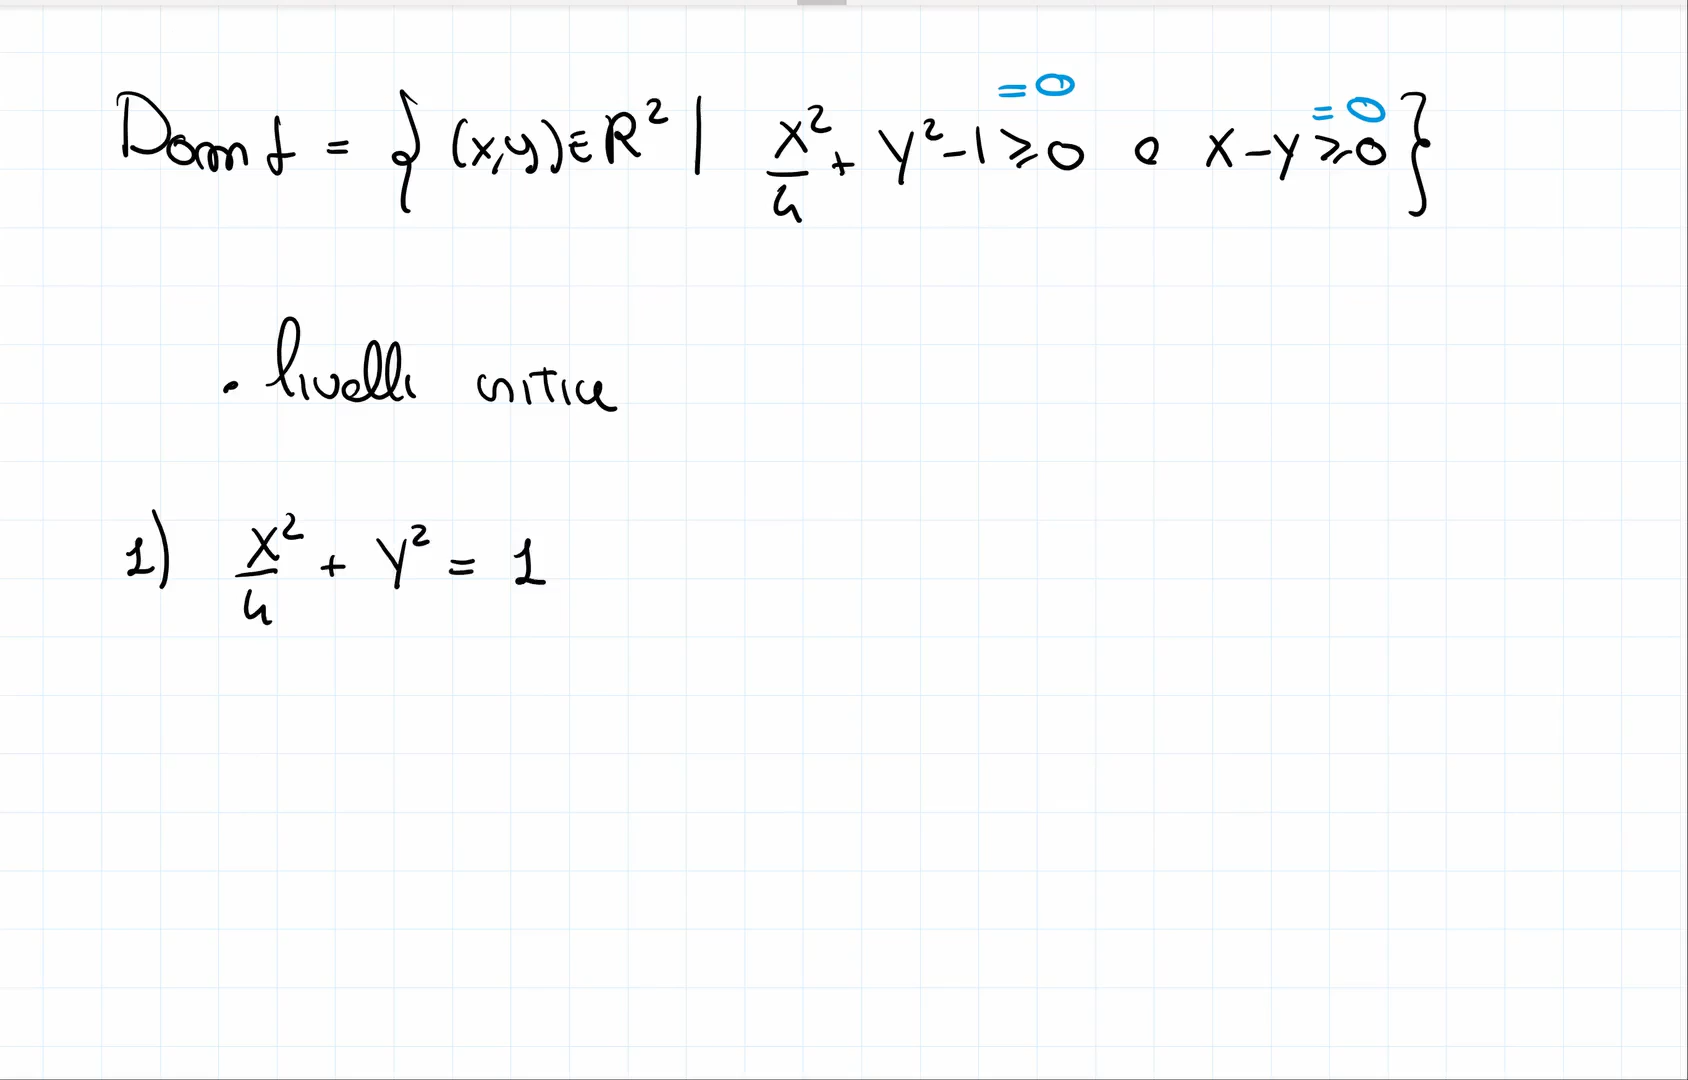 = 0 = 0
Dom f = { (x,y) ∈ R² | x²/4 + y² - 1 ≥ 0 e x - y ≥ 0 }
• livelli critici
1) x²/4 + y² = 1